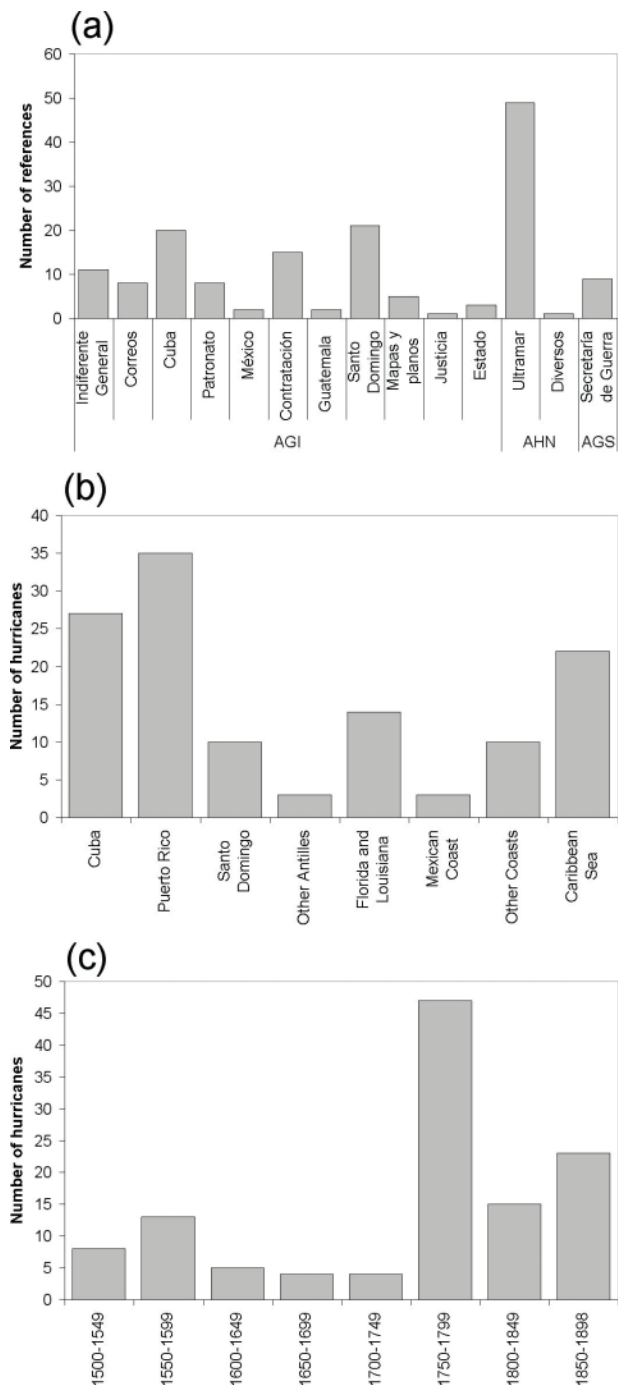 (a)
Number of references
60
50
40
30
20
10
0
Indiferente
General
Correos
Cuba
Patronato
México
Contratación
Guatemala
Santo
Domingo
Mapas y
planos
Justicia
Estado
Ultramar
Diversos
Secretaría
de Guerra
AGI
AHN
AGS
(b)
Number of hurricanes
40
35
30
25
20
15
10
5
0
Cuba
Puerto Rico
Santo
Domingo
Other Antilles
Florida and
Louisiana
Mexican
Coast
Other Coasts
Caribbean
Sea
(c)
Number of hurricanes
50
45
40
35
30
25
20
15
10
5
0
1500-1549
1550-1599
1600-1649
1650-1699
1700-1749
1750-1799
1800-1849
1850-1898